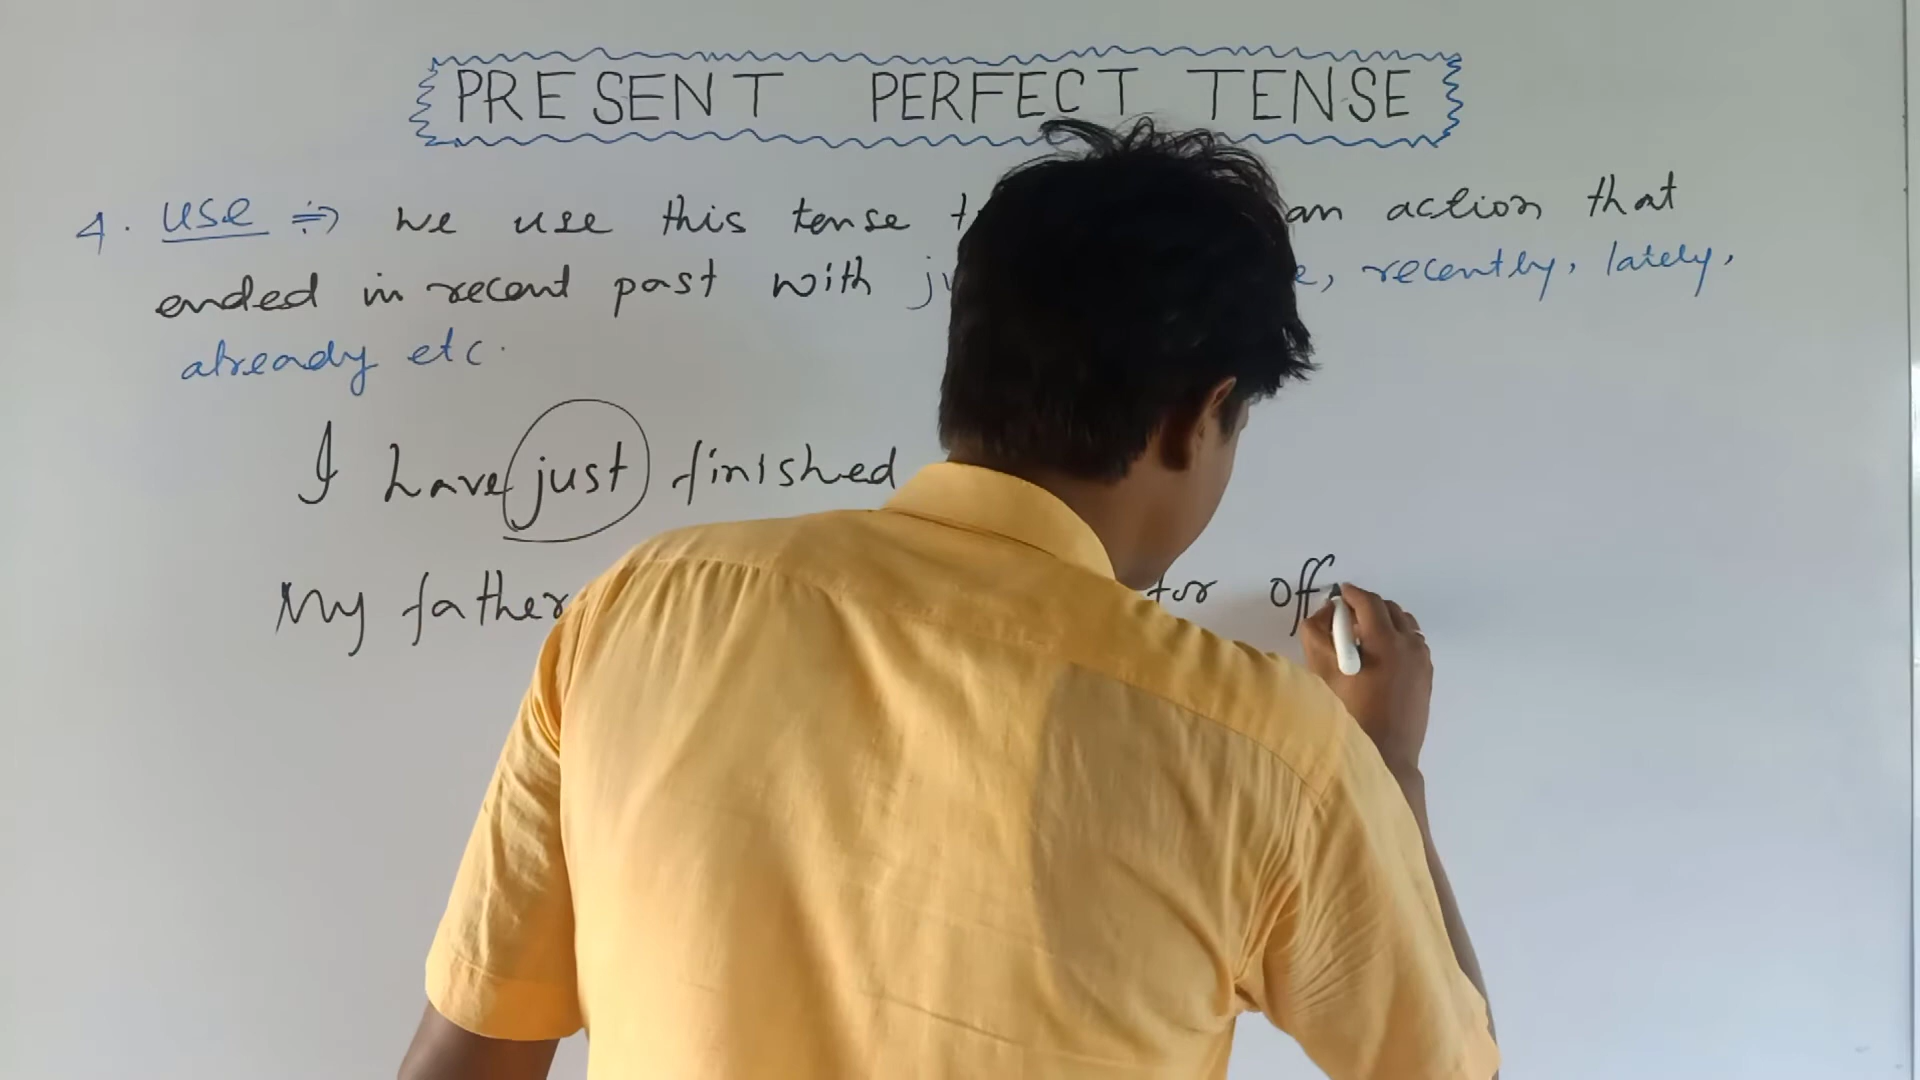 PRESENT PERFECT TENSE
4. USE ⇒ we use this tense an action that
ended in recent past with recently, lately,
already etc.
I have just finished
My father for